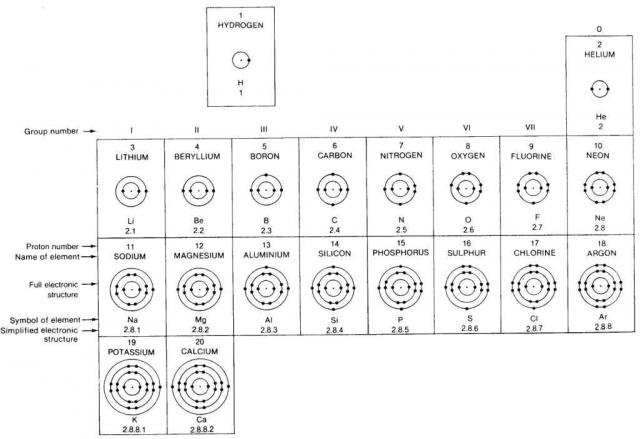 1
HYDROGEN
H
1
O
2
HELIUM
He
2
Group number → I II III IV V VI VII
3 4 5 6 7 8 9 10
LITHIUM BERYLLIUM BORON CARBON NITROGEN OXYGEN FLUORINE NEON
Li Be B C N O F Ne
2.1 2.2 2.3 2.4 2.5 2.6 2.7 2.8
Proton number → 11 12 13 14 15 16 17 18
Name of element → SODIUM MAGNESIUM ALUMINIUM SILICON PHOSPHORUS SULPHUR CHLORINE ARGON
Full electronic →
structure
Symbol of element → Na Mg Al Si P S Cl Ar
Simplified electronic → 2.8.1 2.8.2 2.8.3 2.8.4 2.8.5 2.8.6 2.8.7 2.8.8
structure
19 20
POTASSIUM CALCIUM
K Ca
2.8.8.1 2.8.8.2